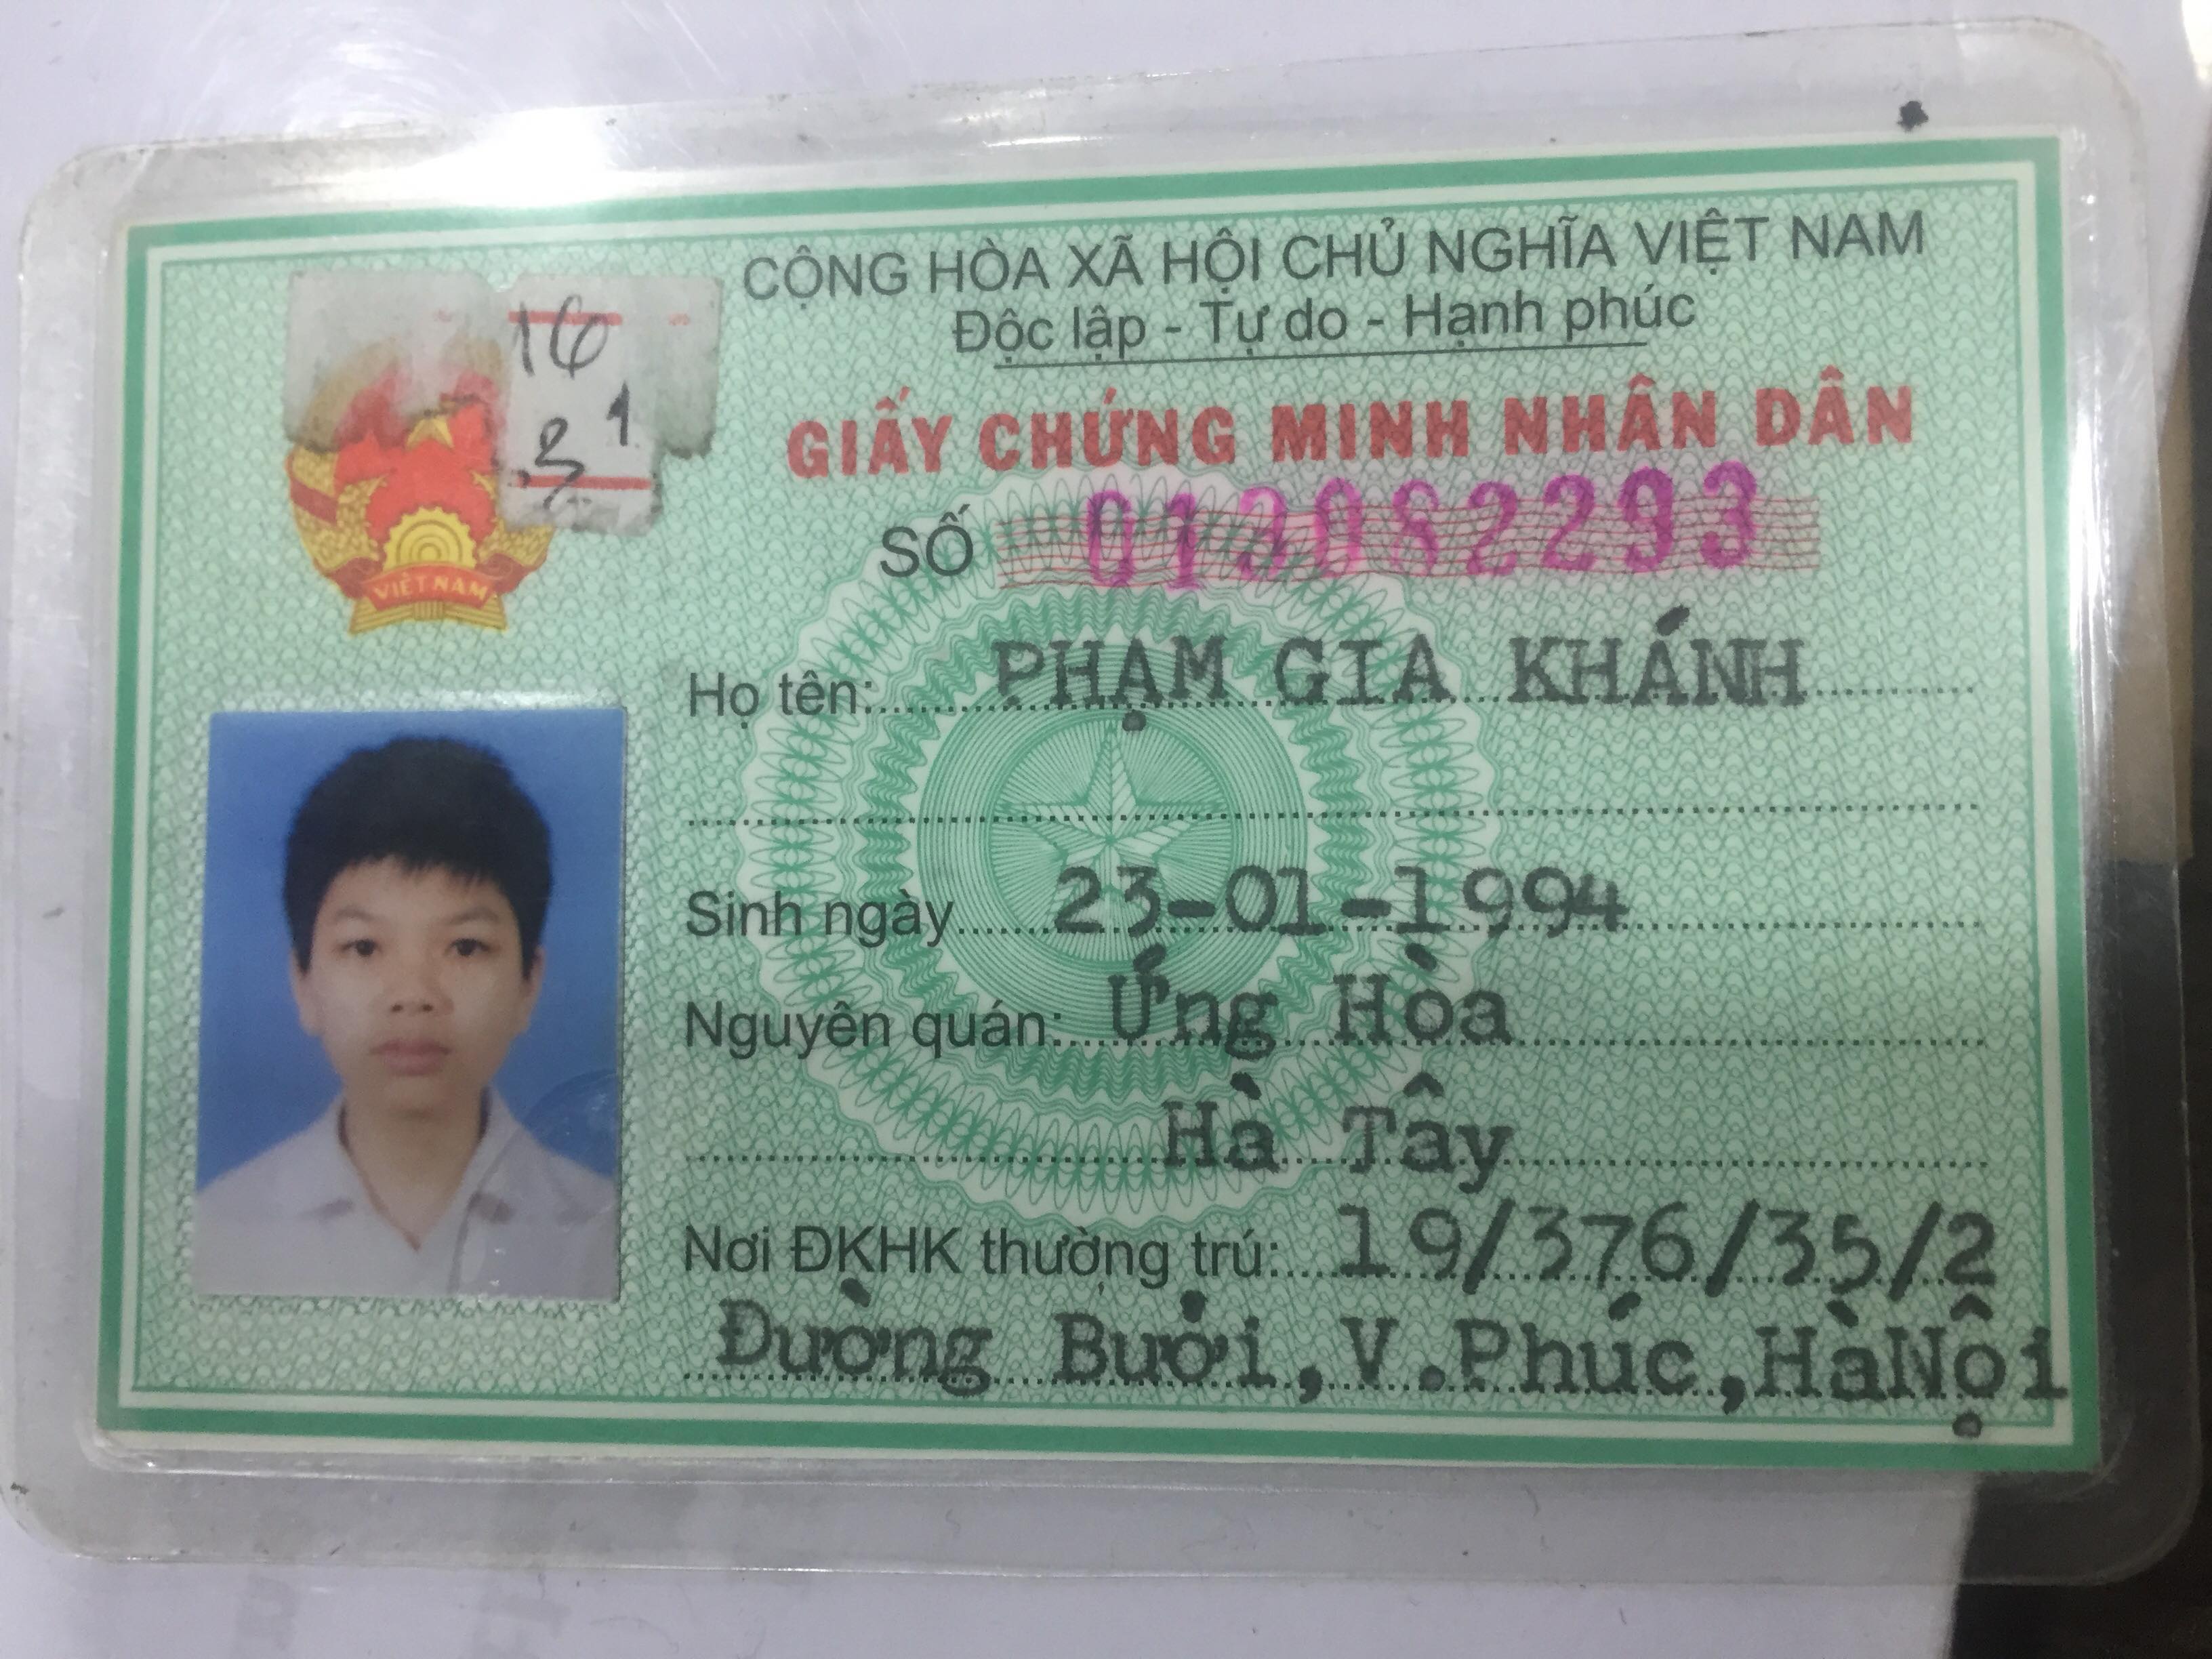 CỘNG HÒA XÃ HỘI CHỦ NGHĨA VIỆT NAM
Độc lập - Tự do - Hạnh phúc
16
1
3
GIẤY CHỨNG MINH NHÂN DÂN
SỐ 013082293
VIỆT NAM
Họ tên: PHẠM GIA KHÁNH
Sinh ngày 23-01-1994
Nguyên quán: Ứng Hòa
Hà Tây
Nơi ĐKHK thường trú: 19/376/35/2
Đường Bưởi,V.Phúc,HàNội